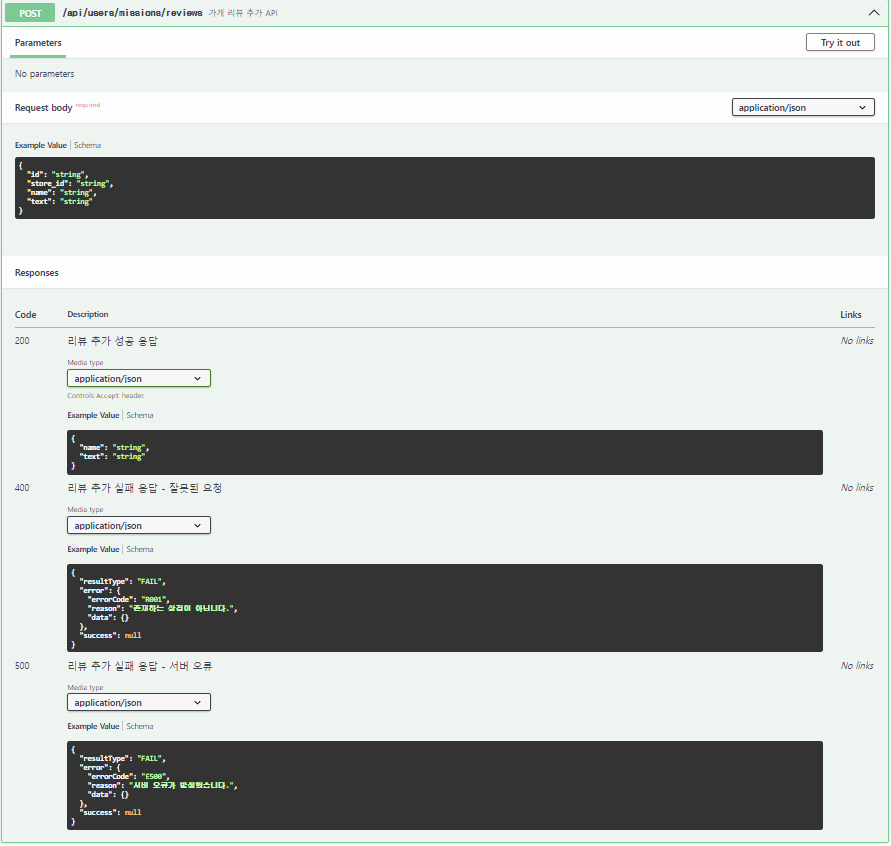 POST /api/users/missions/reviews 가게 리뷰 추가 API
Parameters
Try it out
No parameters
Request body required
application/json
Example Value | Schema
{
"id": "string",
"store_id": "string",
"name": "string",
"text": "string"
}
Responses
Code Description Links
200 리뷰 추가 성공 응답 No links
Media type
application/json
Controls Accept header.
Example Value | Schema
{
"name": "string",
"text": "string"
}
400 리뷰 추가 실패 응답 - 잘못된 요청 No links
Media type
application/json
Example Value | Schema
{
"resultType": "FAIL",
"error": {
"errorCode": "R001",
"reason": "존재하는 상점이 아닙니다.",
"data": {}
},
"success": null
}
500 리뷰 추가 실패 응답 - 서버 오류 No links
Media type
application/json
Example Value | Schema
{
"resultType": "FAIL",
"error": {
"errorCode": "E500",
"reason": "서버 오류가 발생했습니다.",
"data": {}
},
"success": null
}